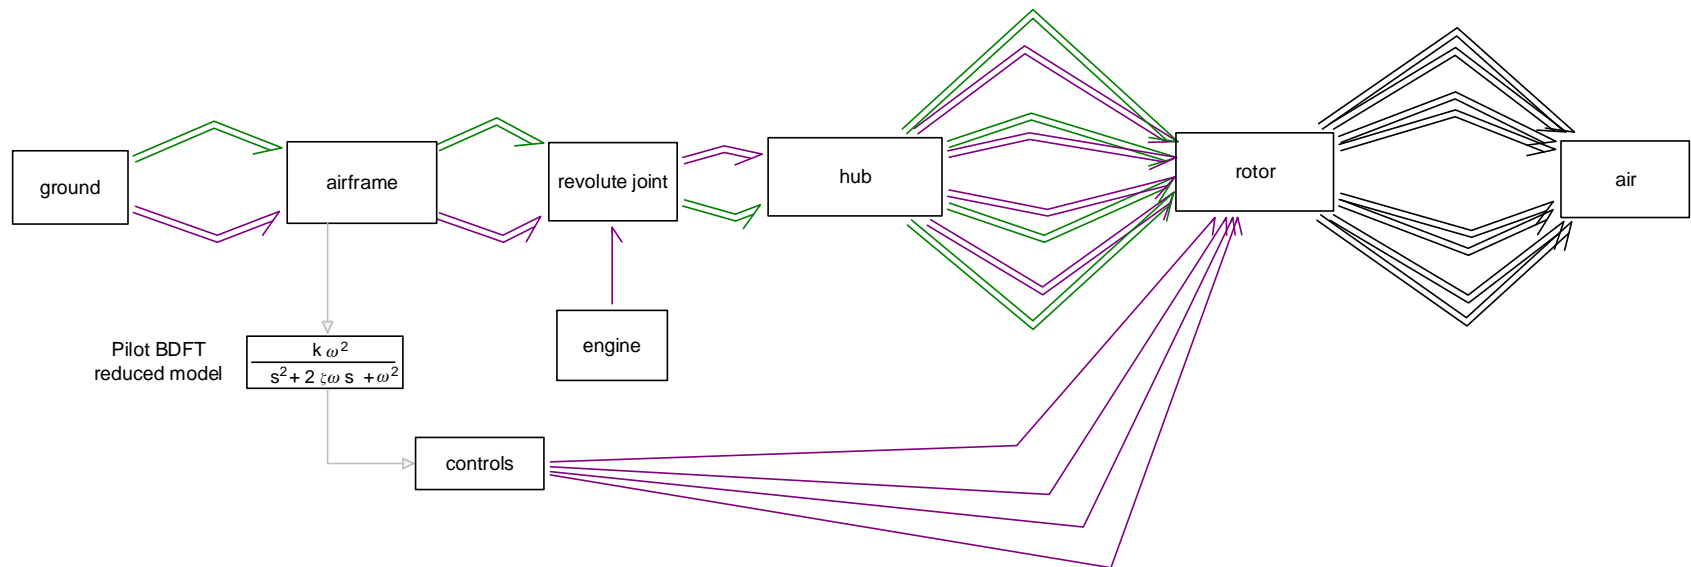 ground
airframe
revolute joint
hub
rotor
air
engine
Pilot BDFT
reduced model
k ω²
s² + 2 ζω s + ω²
controls